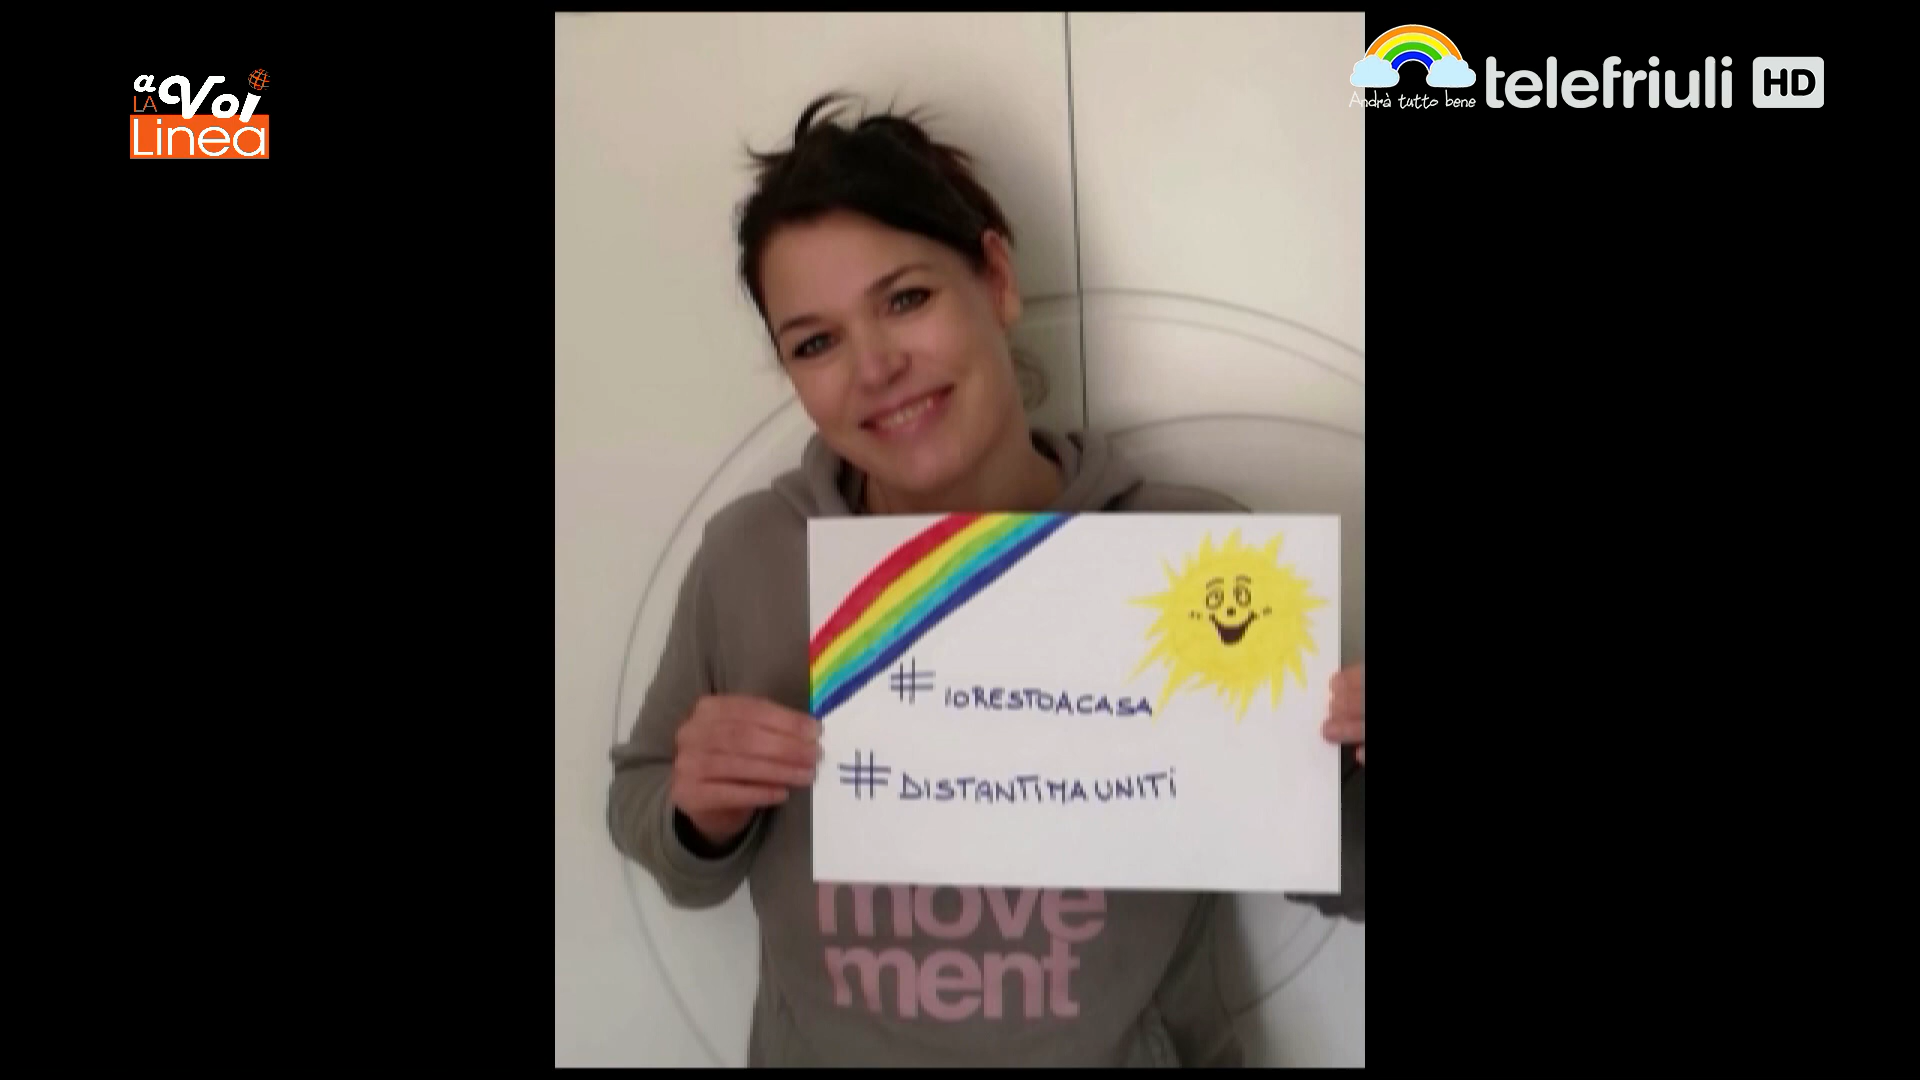 a Voi
LA
Linea
Andrà tutto bene
telefriuli HD
#IORESTOACASA
#DISTANTIMAUNITI
move
ment